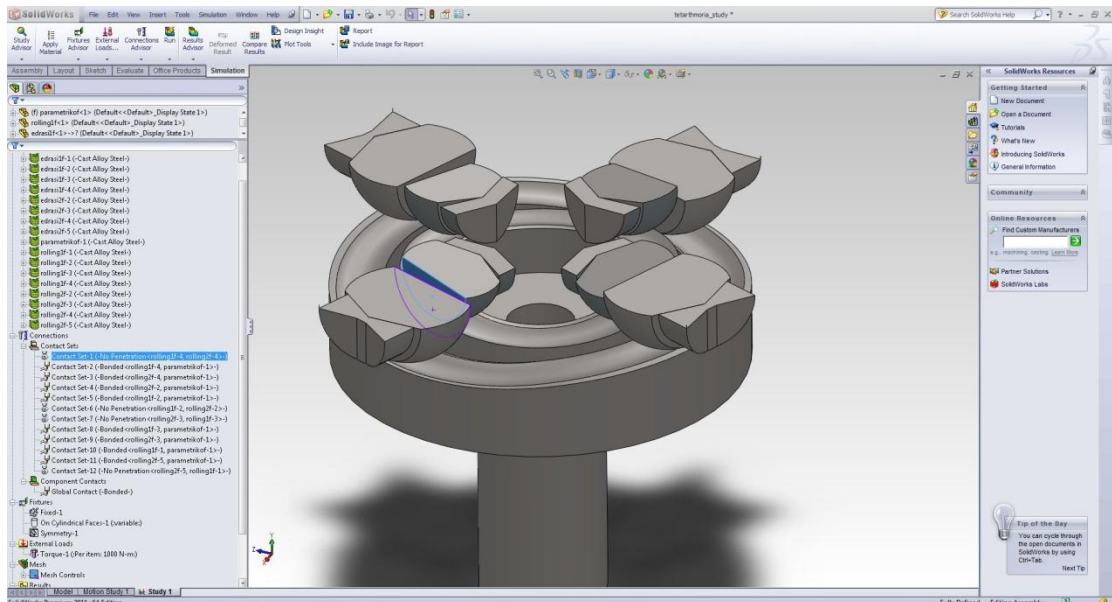 SolidWorks File Edit View Insert Tools Simulation Window Help
tetarthmoria_study *
Search SolidWorks Help
Study Advisor
Apply Material
Fixtures Advisor
External Loads...
Connections Advisor
Run
Results Advisor
Deformed Result
Compare Results
Design Insight
Plot Tools
Report
Include Image for Report
Assembly Layout Sketch Evaluate Office Products Simulation
(f) parametrikof<1> (Default<<Default>_Display State 1>)
rolling1f<1> (Default<<Default>_Display State 1>)
edrasi1f<1>->? (Default<<Default>_Display State 1>)
edrasi1f-1 (-Cast Alloy Steel-)
edrasi1f-2 (-Cast Alloy Steel-)
edrasi1f-3 (-Cast Alloy Steel-)
edrasi1f-4 (-Cast Alloy Steel-)
edrasi2f-2 (-Cast Alloy Steel-)
edrasi2f-3 (-Cast Alloy Steel-)
edrasi2f-4 (-Cast Alloy Steel-)
edrasi2f-5 (-Cast Alloy Steel-)
parametrikof-1 (-Cast Alloy Steel-)
rolling1f-1 (-Cast Alloy Steel-)
rolling1f-2 (-Cast Alloy Steel-)
rolling1f-3 (-Cast Alloy Steel-)
rolling1f-4 (-Cast Alloy Steel-)
rolling2f-2 (-Cast Alloy Steel-)
rolling2f-3 (-Cast Alloy Steel-)
rolling2f-4 (-Cast Alloy Steel-)
rolling2f-5 (-Cast Alloy Steel-)
Connections
Contact Sets
Contact Set-1 (-No Penetration<rolling1f-4, rolling2f-4>-)
Contact Set-2 (-Bonded<rolling1f-4, parametrikof-1>-)
Contact Set-3 (-Bonded<rolling2f-4, parametrikof-1>-)
Contact Set-4 (-Bonded<rolling2f-2, parametrikof-1>-)
Contact Set-5 (-Bonded<rolling1f-2, parametrikof-1>-)
Contact Set-6 (-No Penetration<rolling1f-2, rolling2f-2>-)
Contact Set-7 (-No Penetration<rolling2f-3, rolling1f-3>-)
Contact Set-8 (-Bonded<rolling1f-3, parametrikof-1>-)
Contact Set-9 (-Bonded<rolling2f-3, parametrikof-1>-)
Contact Set-10 (-Bonded<rolling1f-1, parametrikof-1>-)
Contact Set-11 (-Bonded<rolling2f-5, parametrikof-1>-)
Contact Set-12 (-No Penetration<rolling2f-5, rolling1f-1>-)
Component Contacts
Global Contact (-Bonded-)
Fixtures
Fixed-1
On Cylindrical Faces-1 (:variable:)
Symmetry-1
External Loads
Torque-1 (:Per item: 1000 N-m:)
Mesh
Mesh Controls
Results
Model Motion Study 1 Study 1
Y
Z
SolidWorks Resources
Getting Started
New Document
Open a Document
Tutorials
What's New
Introducing SolidWorks
General Information
Community
Online Resources
Find Custom Manufacturers
e.g., machining, casting Learn More
Partner Solutions
SolidWorks Labs
Tip of the Day
You can cycle through
the open documents in
SolidWorks by using
Ctrl+Tab.
Next Tip